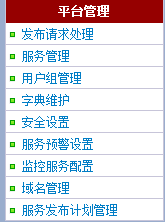 平台管理
发布请求处理
服务管理
用户组管理
字典维护
安全设置
服务预警设置
监控服务配置
域名管理
服务发布计划管理